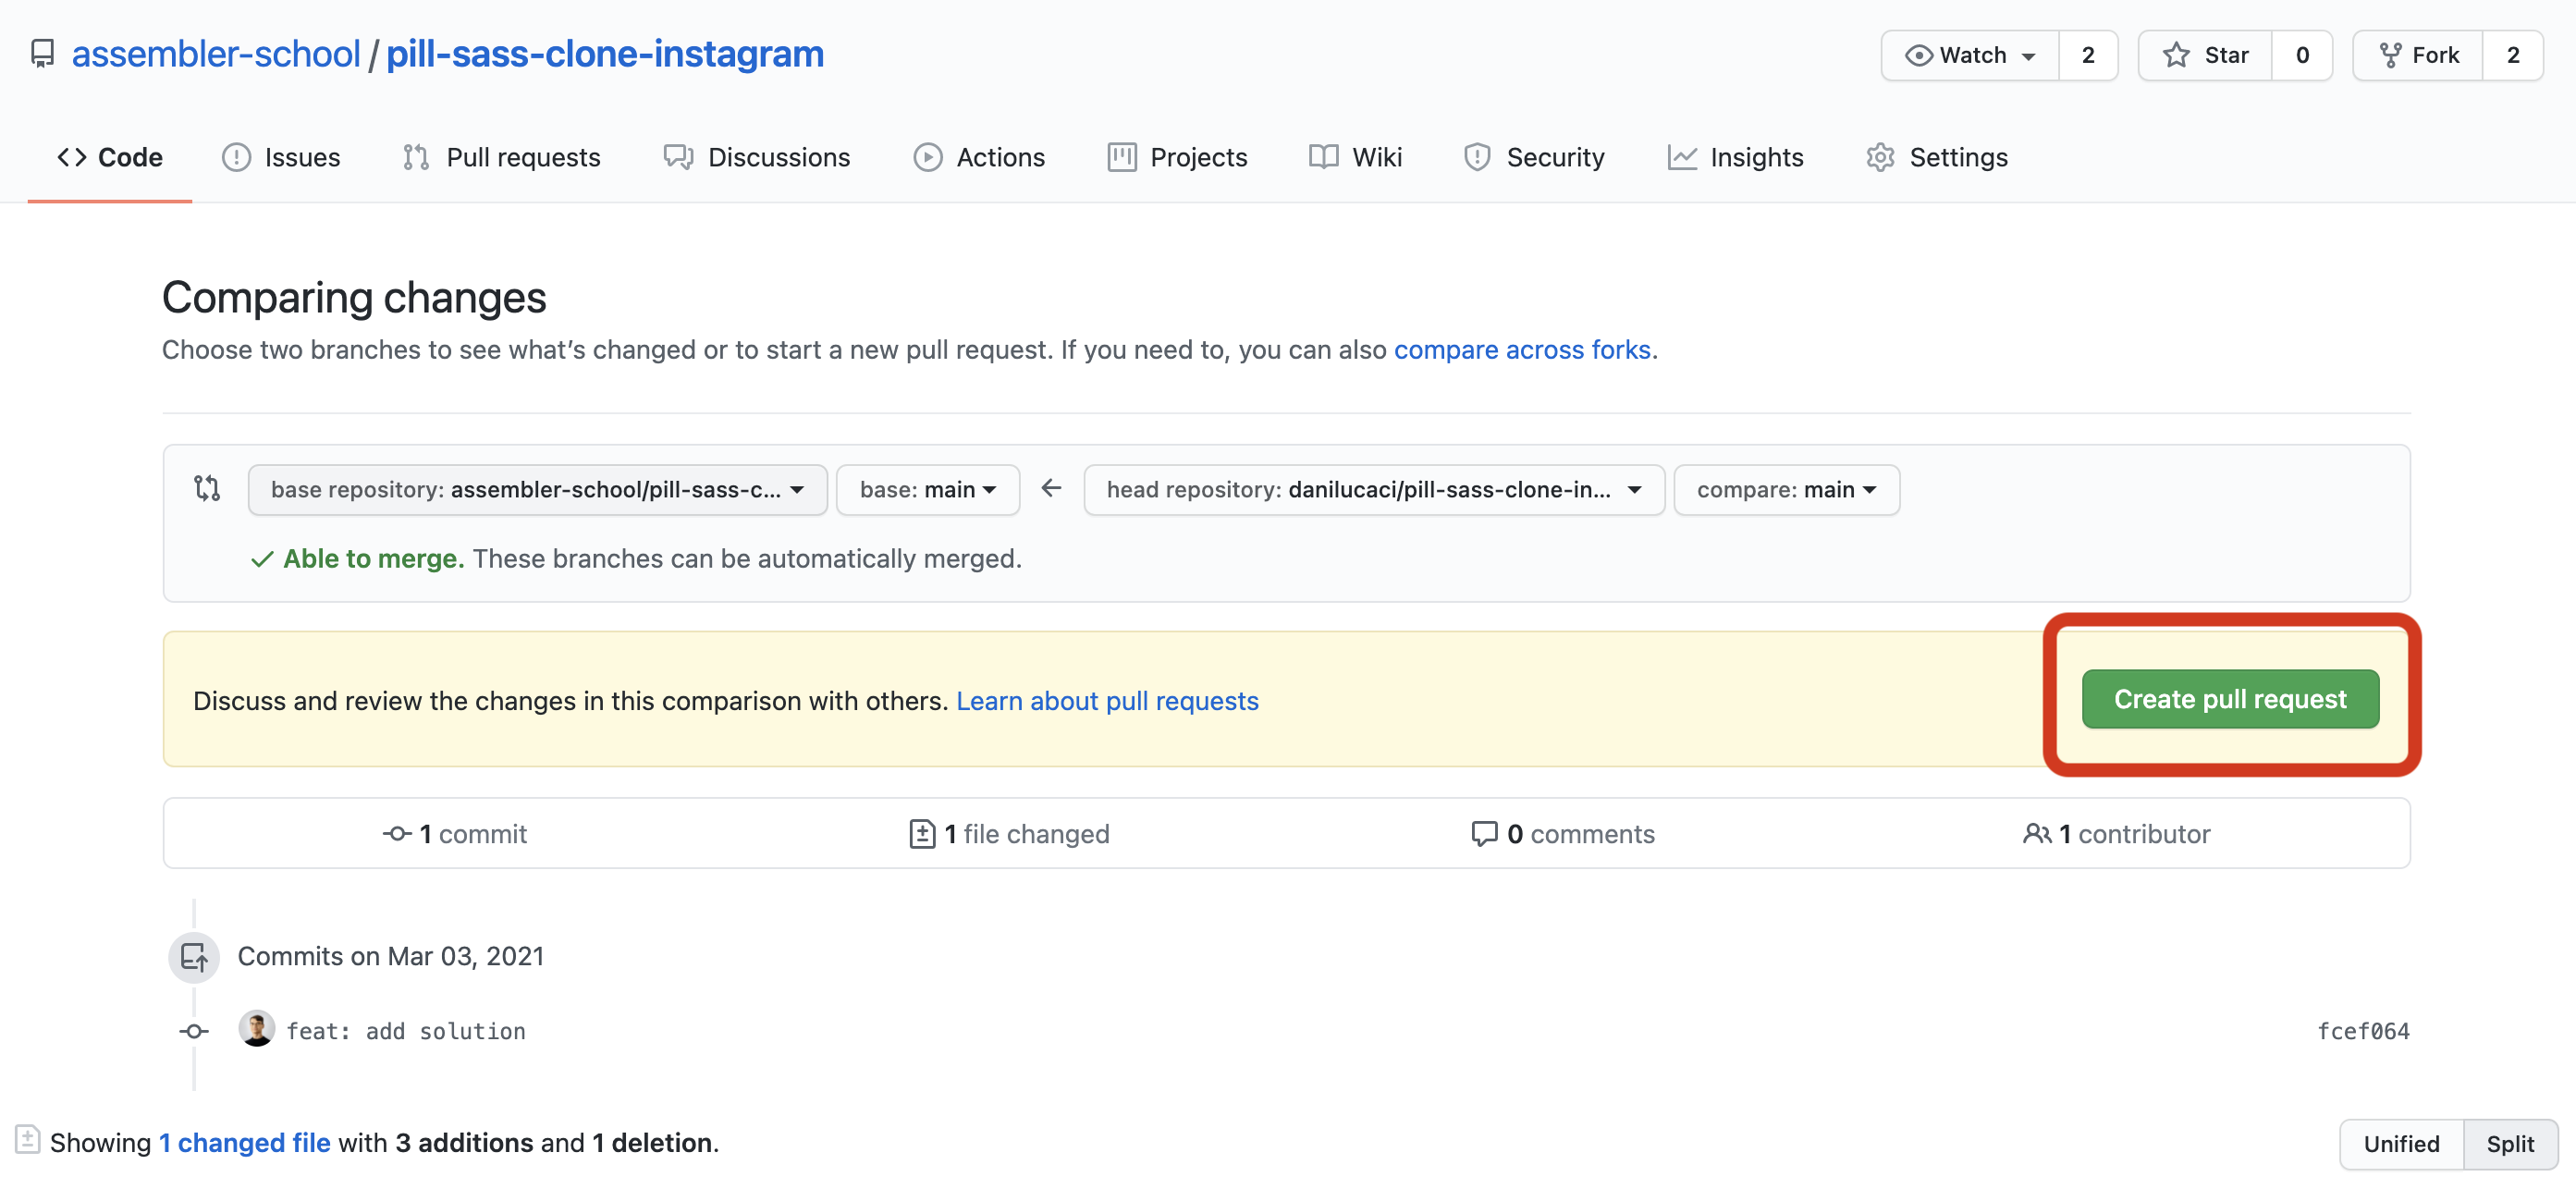 assembler-school / pill-sass-clone-instagram Watch 2 Star 0 Fork 2
Code Issues Pull requests Discussions Actions Projects Wiki Security Insights Settings
Comparing changes
Choose two branches to see what’s changed or to start a new pull request. If you need to, you can also compare across forks.
base repository: assembler-school/pill-sass-c... base: main head repository: danilucaci/pill-sass-clone-in... compare: main
Able to merge. These branches can be automatically merged.
Discuss and review the changes in this comparison with others. Learn about pull requests Create pull request
1 commit 1 file changed 0 comments 1 contributor
Commits on Mar 03, 2021
feat: add solution fcef064
Showing 1 changed file with 3 additions and 1 deletion. Unified Split